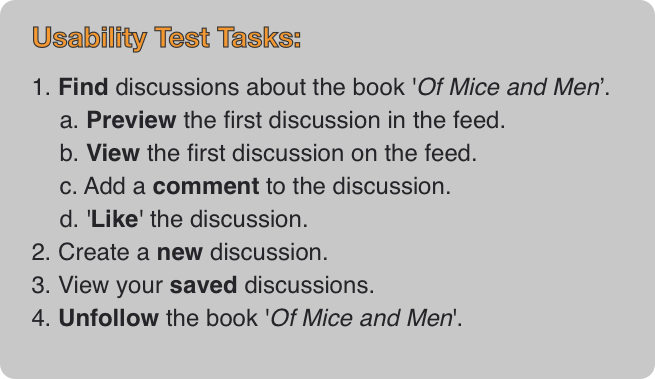 Usability Test Tasks:
1. Find discussions about the book 'Of Mice and Men’.
a. Preview the first discussion in the feed.
b. View the first discussion on the feed.
c. Add a comment to the discussion.
d. 'Like' the discussion.
2. Create a new discussion.
3. View your saved discussions.
4. Unfollow the book 'Of Mice and Men'.